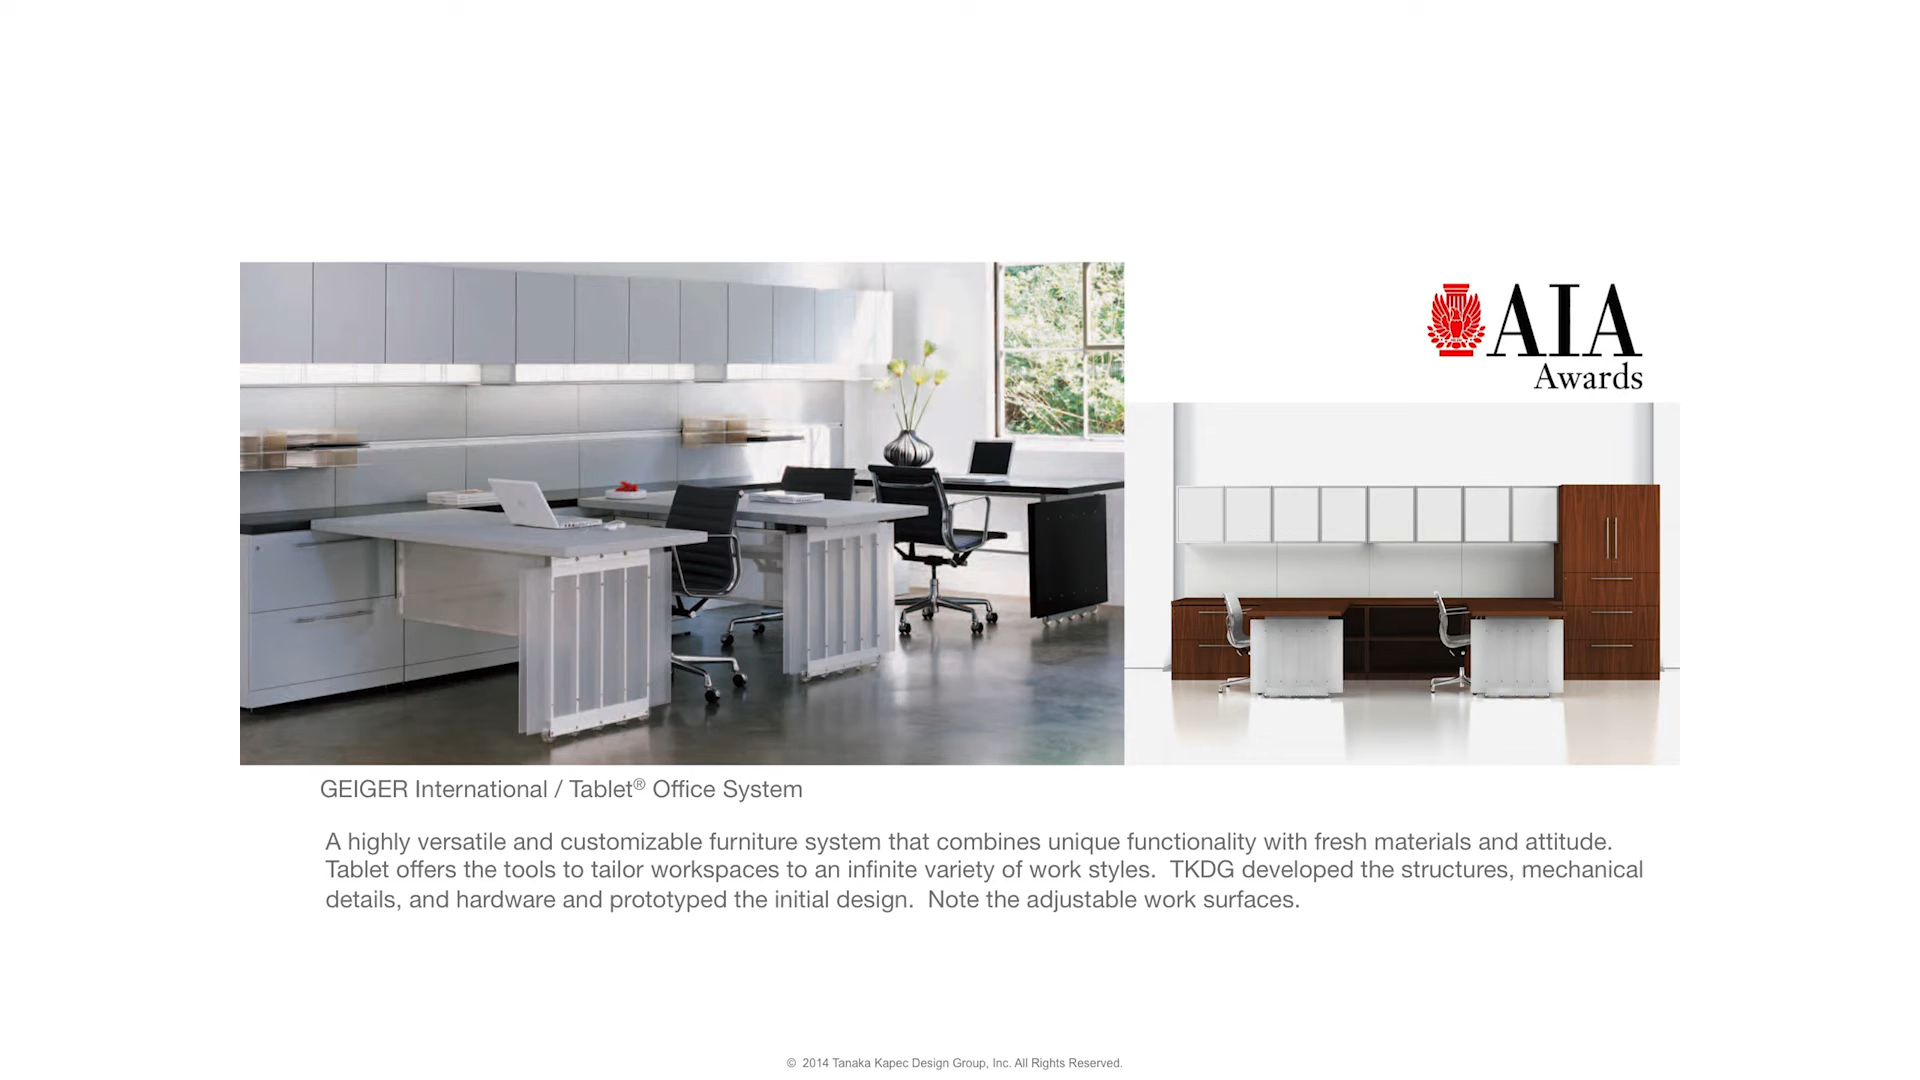 AIA
Awards
GEIGER International / Tablet® Office System
A highly versatile and customizable furniture system that combines unique functionality with fresh materials and attitude.
Tablet offers the tools to tailor workspaces to an infinite variety of work styles.  TKDG developed the structures, mechanical
details, and hardware and prototyped the initial design.  Note the adjustable work surfaces.
©  2014 Tanaka Kapec Design Group, Inc. All Rights Reserved.